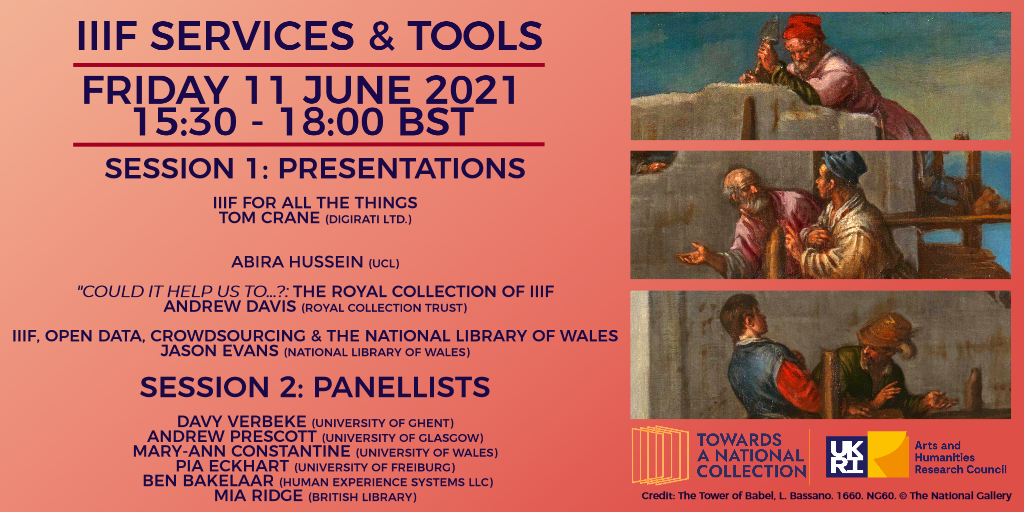 IIIF SERVICES & TOOLS
FRIDAY 11 JUNE 2021
15:30 - 18:00 BST
SESSION 1: PRESENTATIONS
IIIF FOR ALL THE THINGS
TOM CRANE (DIGIRATI LTD.)
ABIRA HUSSEIN (UCL)
"COULD IT HELP US TO...?: THE ROYAL COLLECTION OF IIIF
ANDREW DAVIS (ROYAL COLLECTION TRUST)
IIIF, OPEN DATA, CROWDSOURCING & THE NATIONAL LIBRARY OF WALES
JASON EVANS (NATIONAL LIBRARY OF WALES)
SESSION 2: PANELLISTS
DAVY VERBEKE (UNIVERSITY OF GHENT)
ANDREW PRESCOTT (UNIVERSITY OF GLASGOW)
MARY-ANN CONSTANTINE (UNIVERSITY OF WALES)
PIA ECKHART (UNIVERSITY OF FREIBURG)
BEN BAKELAAR (HUMAN EXPERIENCE SYSTEMS LLC)
MIA RIDGE (BRITISH LIBRARY)
TOWARDS
A NATIONAL
COLLECTION
UK
RI
Arts and
Humanities
Research Council
Credit: The Tower of Babel, L. Bassano. 1660. NG60. © The National Gallery